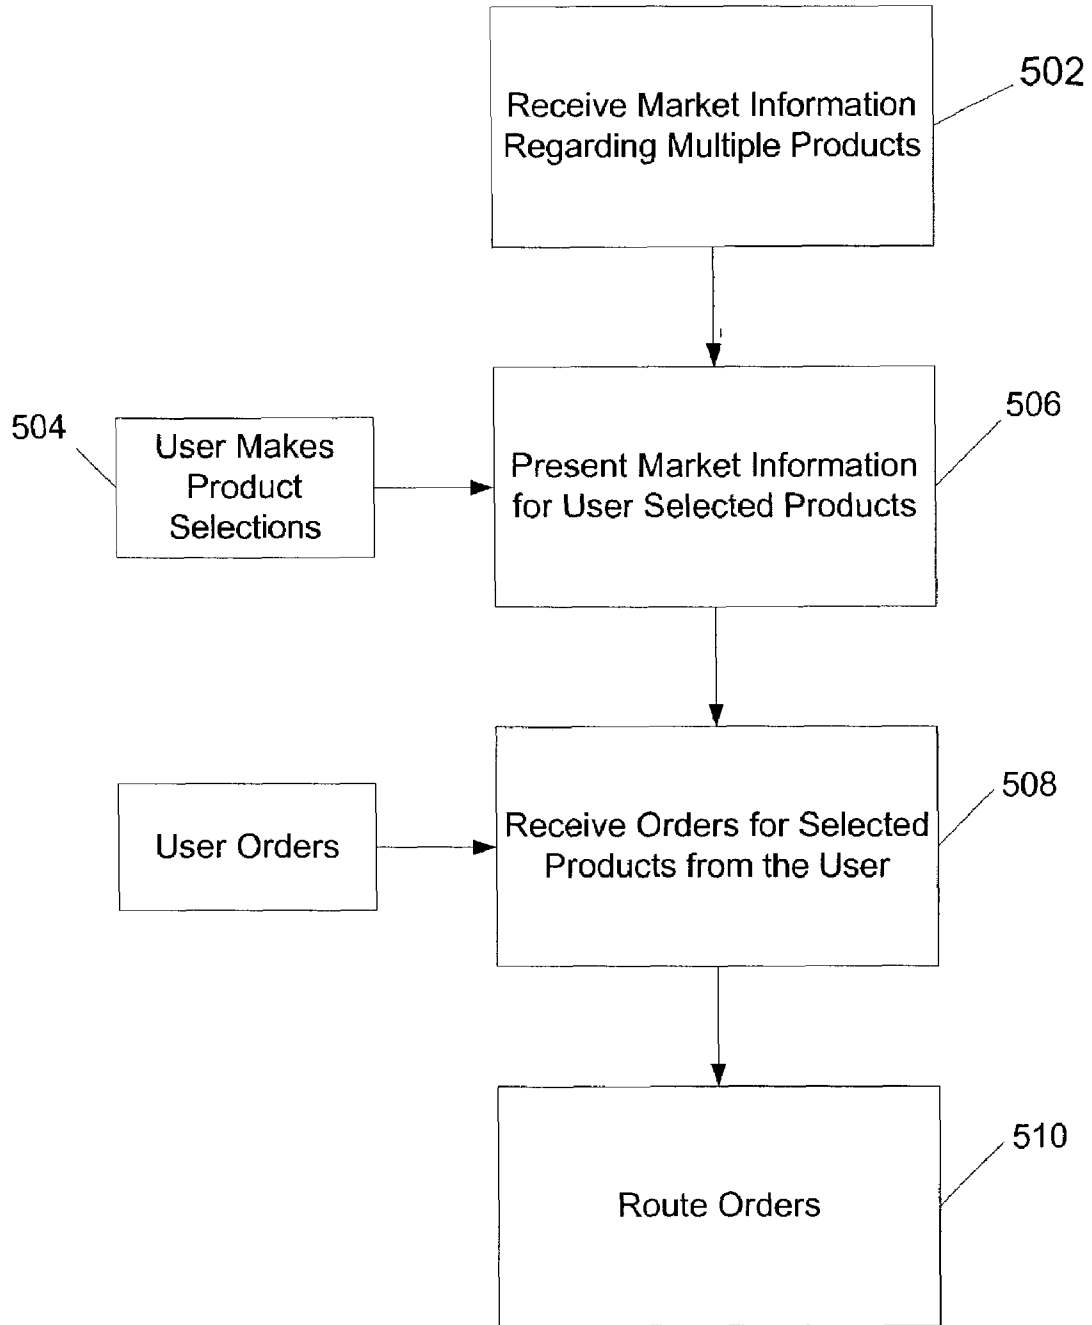 Receive Market Information
Regarding Multiple Products
502
504
User Makes
Product
Selections
Present Market Information
for User Selected Products
506
User Orders
Receive Orders for Selected
Products from the User
508
Route Orders
510